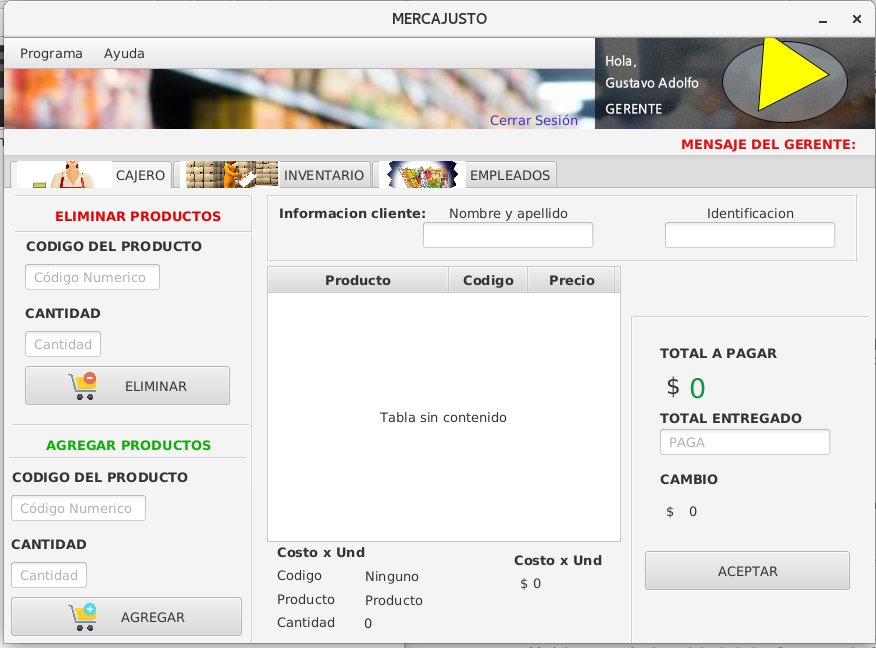 MERCAJUSTO
Programa Ayuda
Hola,
Gustavo Adolfo
GERENTE
Cerrar Sesión
MENSAJE DEL GERENTE:
CAJERO INVENTARIO EMPLEADOS
ELIMINAR PRODUCTOS
CODIGO DEL PRODUCTO
Código Numerico
CANTIDAD
Cantidad
ELIMINAR
AGREGAR PRODUCTOS
CODIGO DEL PRODUCTO
Código Numerico
CANTIDAD
Cantidad
AGREGAR
Informacion cliente: Nombre y apellido Identificacion
Producto Codigo Precio
Tabla sin contenido
Costo x Und
Codigo Ninguno
Producto Producto
Cantidad 0
Costo x Und
$ 0
TOTAL A PAGAR
$ 0
TOTAL ENTREGADO
PAGA
CAMBIO
$ 0
ACEPTAR